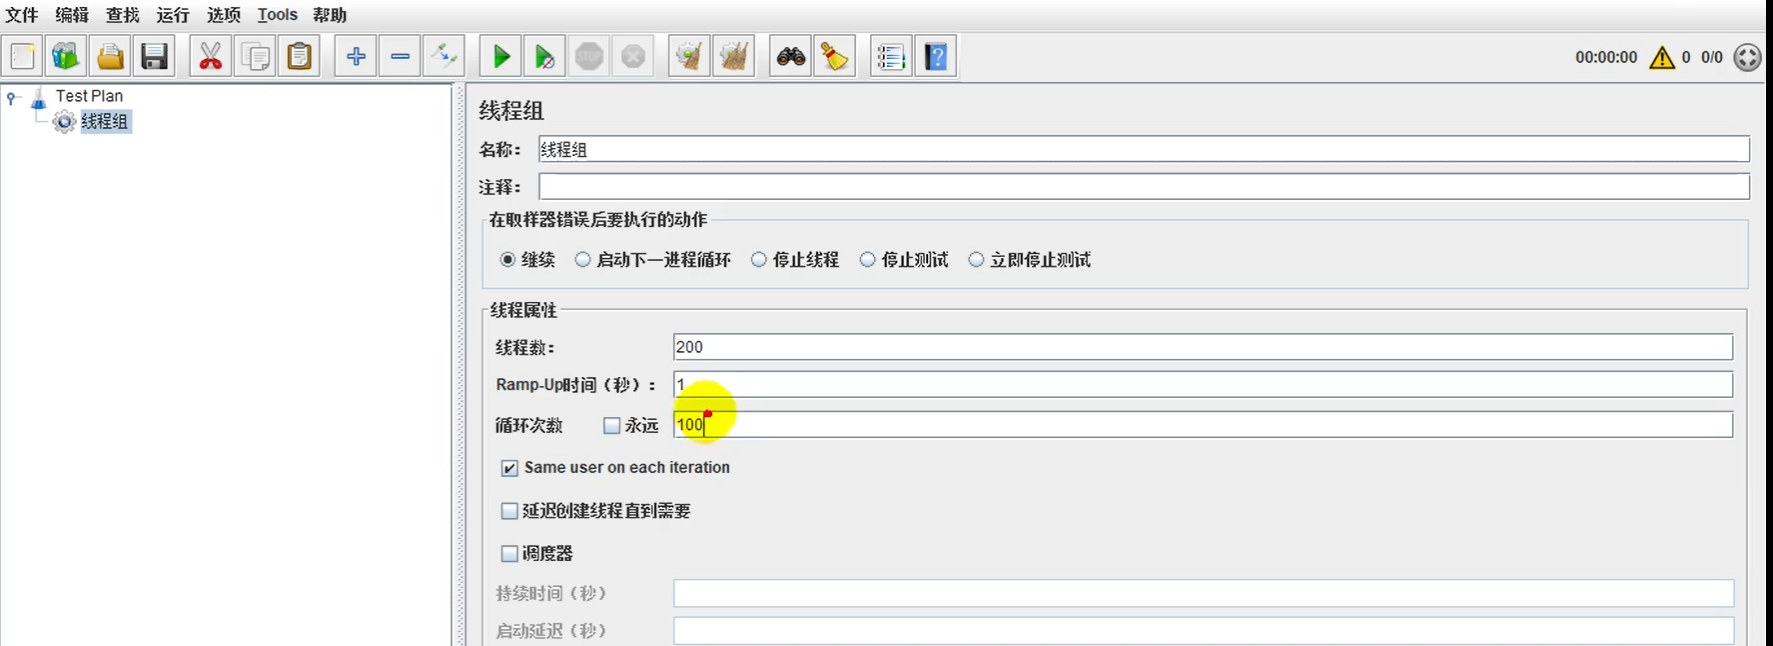 文件 编辑 查找 运行 选项 Tools 帮助
STOP
00:00:00 0 0/0
Test Plan
线程组
线程组
名称： 线程组
注释：
在取样器错误后要执行的动作
继续 启动下一进程循环 停止线程 停止测试 立即停止测试
线程属性
线程数： 200
Ramp-Up时间（秒）： 1
循环次数 永远 100
Same user on each iteration
延迟创建线程直到需要
调度器
持续时间（秒）
启动延迟（秒）